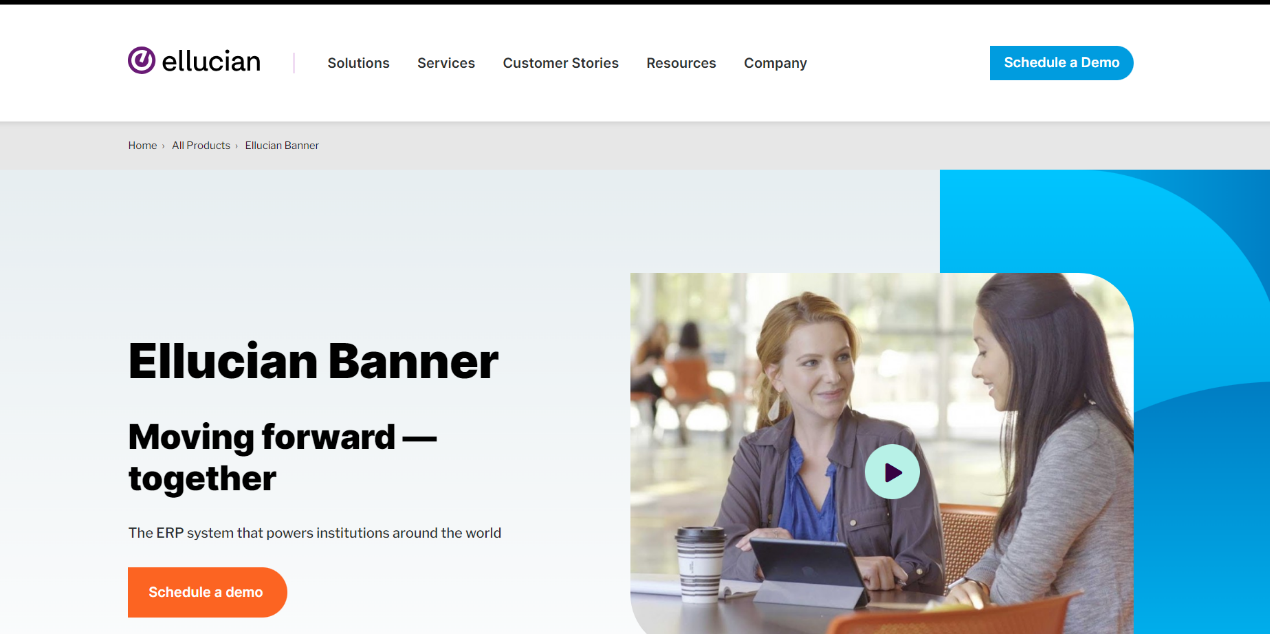 ellucian
Solutions Services Customer Stories Resources Company
Schedule a Demo
Home › All Products › Ellucian Banner
Ellucian Banner
Moving forward —
together
The ERP system that powers institutions around the world
Schedule a demo